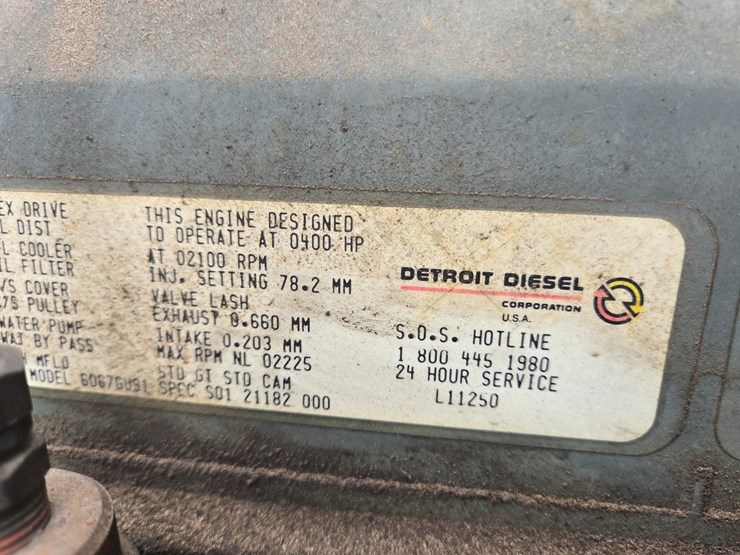 EX DRIVE
L DIST
L COOLER
IL FILTER
/S COVER
/S PULLEY
WATER PUMP
WAT BY PASS
H MFLD
MODEL 6067GU91 SPEC S01 21182 000
THIS ENGINE DESIGNED
TO OPERATE AT 0400 HP
AT 02100 RPM
INJ. SETTING 78.2 MM
VALVE LASH
EXHAUST 0.660 MM
INTAKE 0.203 MM
MAX RPM NL 02225
STD GT STD CAM
DETROIT DIESEL
CORPORATION
U.S.A.
S.O.S. HOTLINE
1 800 445 1980
24 HOUR SERVICE
L11250